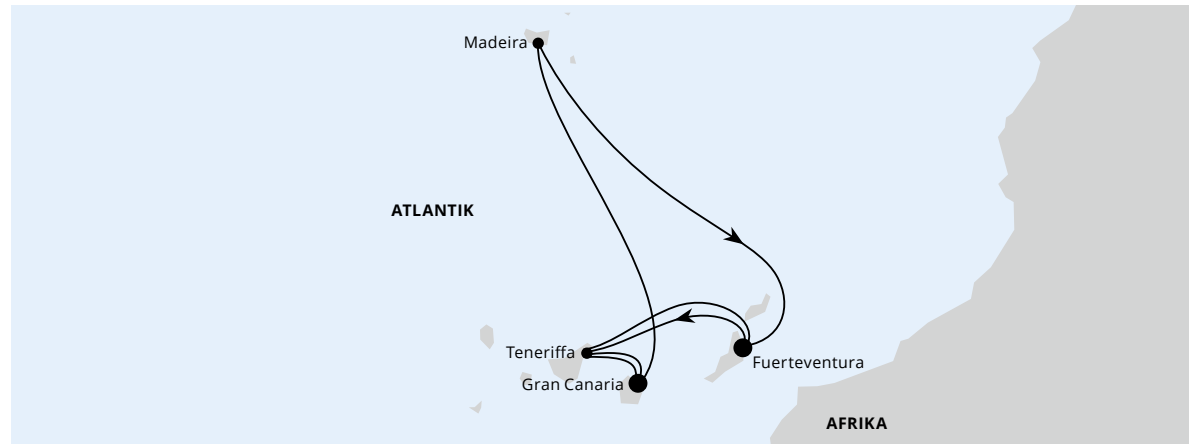 Madeira
ATLANTIK
Teneriffa
Fuerteventura
Gran Canaria
AFRIKA